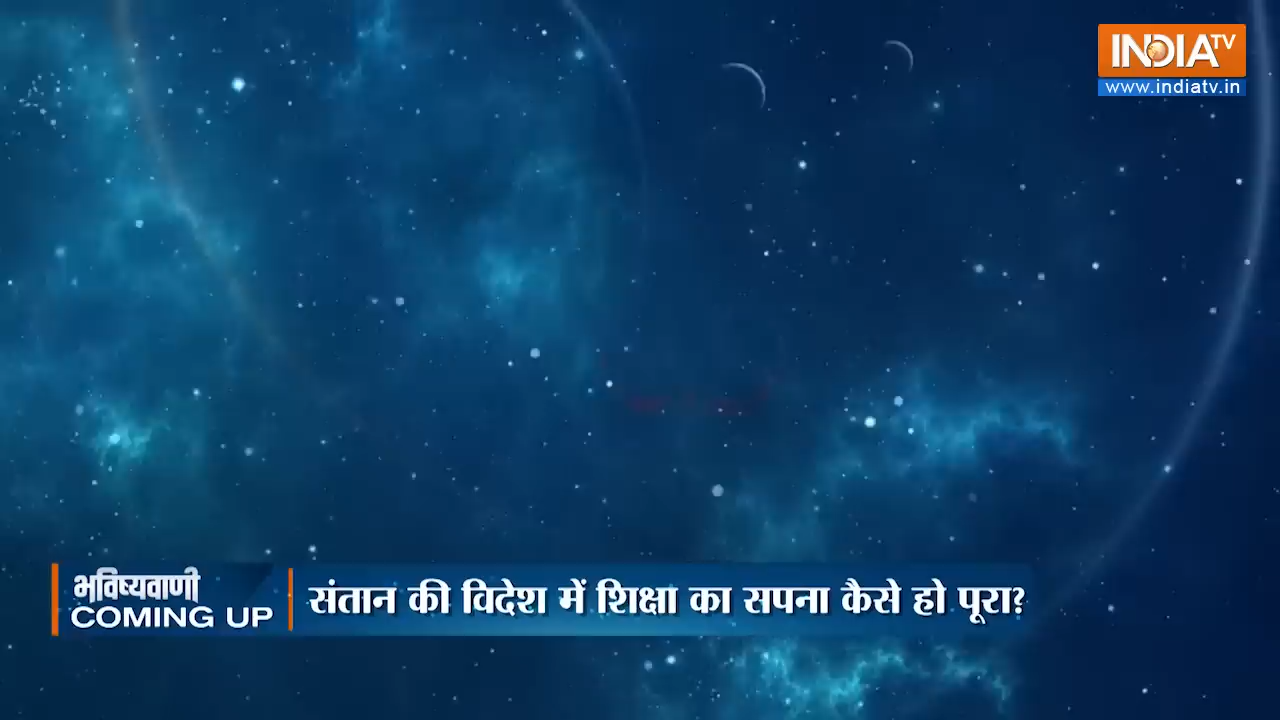 INDIA TV
www.indiatv.in
भविष्यवाणी
COMING UP
संतान की विदेश में शिक्षा का सपना कैसे हो पूरा?